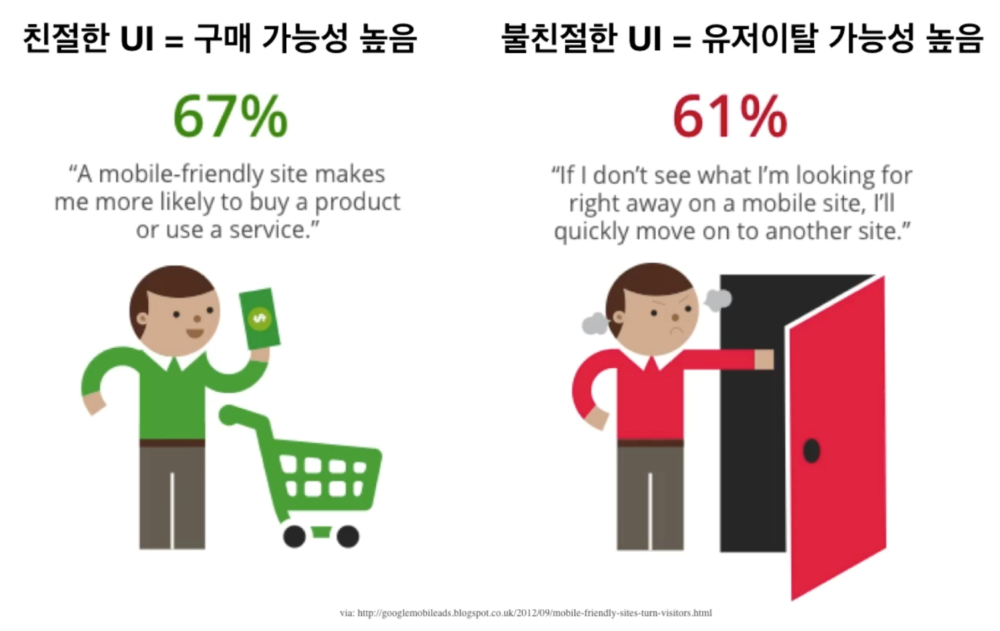 친절한 UI = 구매 가능성 높음
67%
“A mobile-friendly site makes
me more likely to buy a product
or use a service.”
$
불친절한 UI = 유저이탈 가능성 높음
61%
“If I don’t see what I’m looking for
right away on a mobile site, I’ll
quickly move on to another site.”
via: http://googlemobileads.blogspot.co.uk/2012/09/mobile-friendly-sites-turn-visitors.html